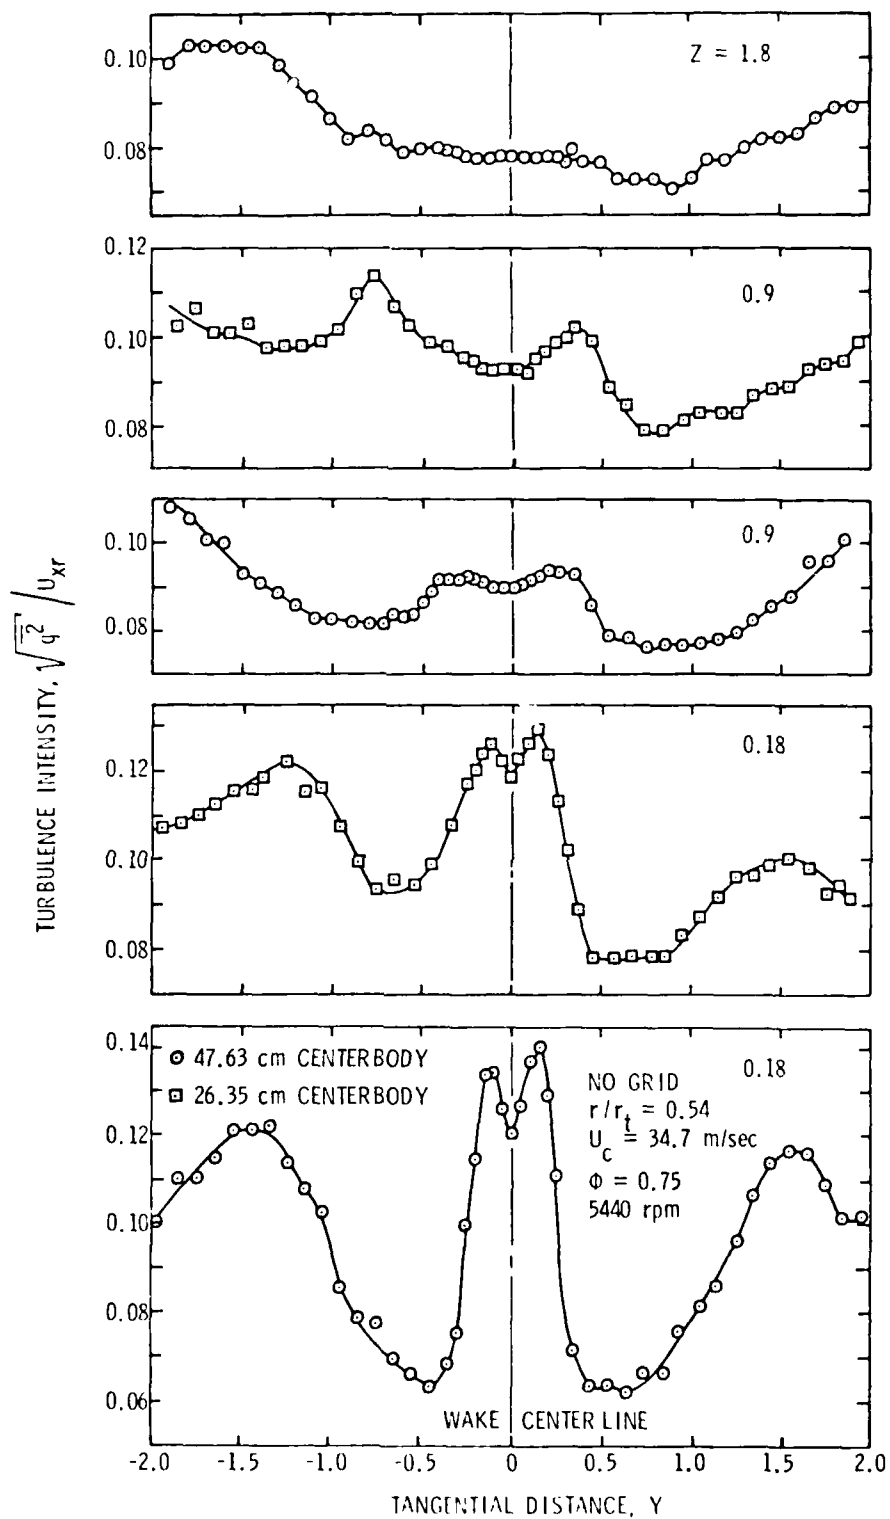 Z = 1.8
0.10
0.08
0.12
0.9
0.10
0.08
0.9
0.10
0.08
0.18
0.12
0.10
0.08
0.14
47.63 cm CENTERBODY
26.35 cm CENTERBODY
0.18
NO GRID
r/r_t = 0.54
U_c = 34.7 m/sec
Φ = 0.75
5440 rpm
0.12
0.10
0.08
0.06
WAKE CENTER LINE
-2.0 -1.5 -1.0 -0.5 0 0.5 1.0 1.5 2.0
TANGENTIAL DISTANCE, Y
TURBULENCE INTENSITY, √q² / U_xr